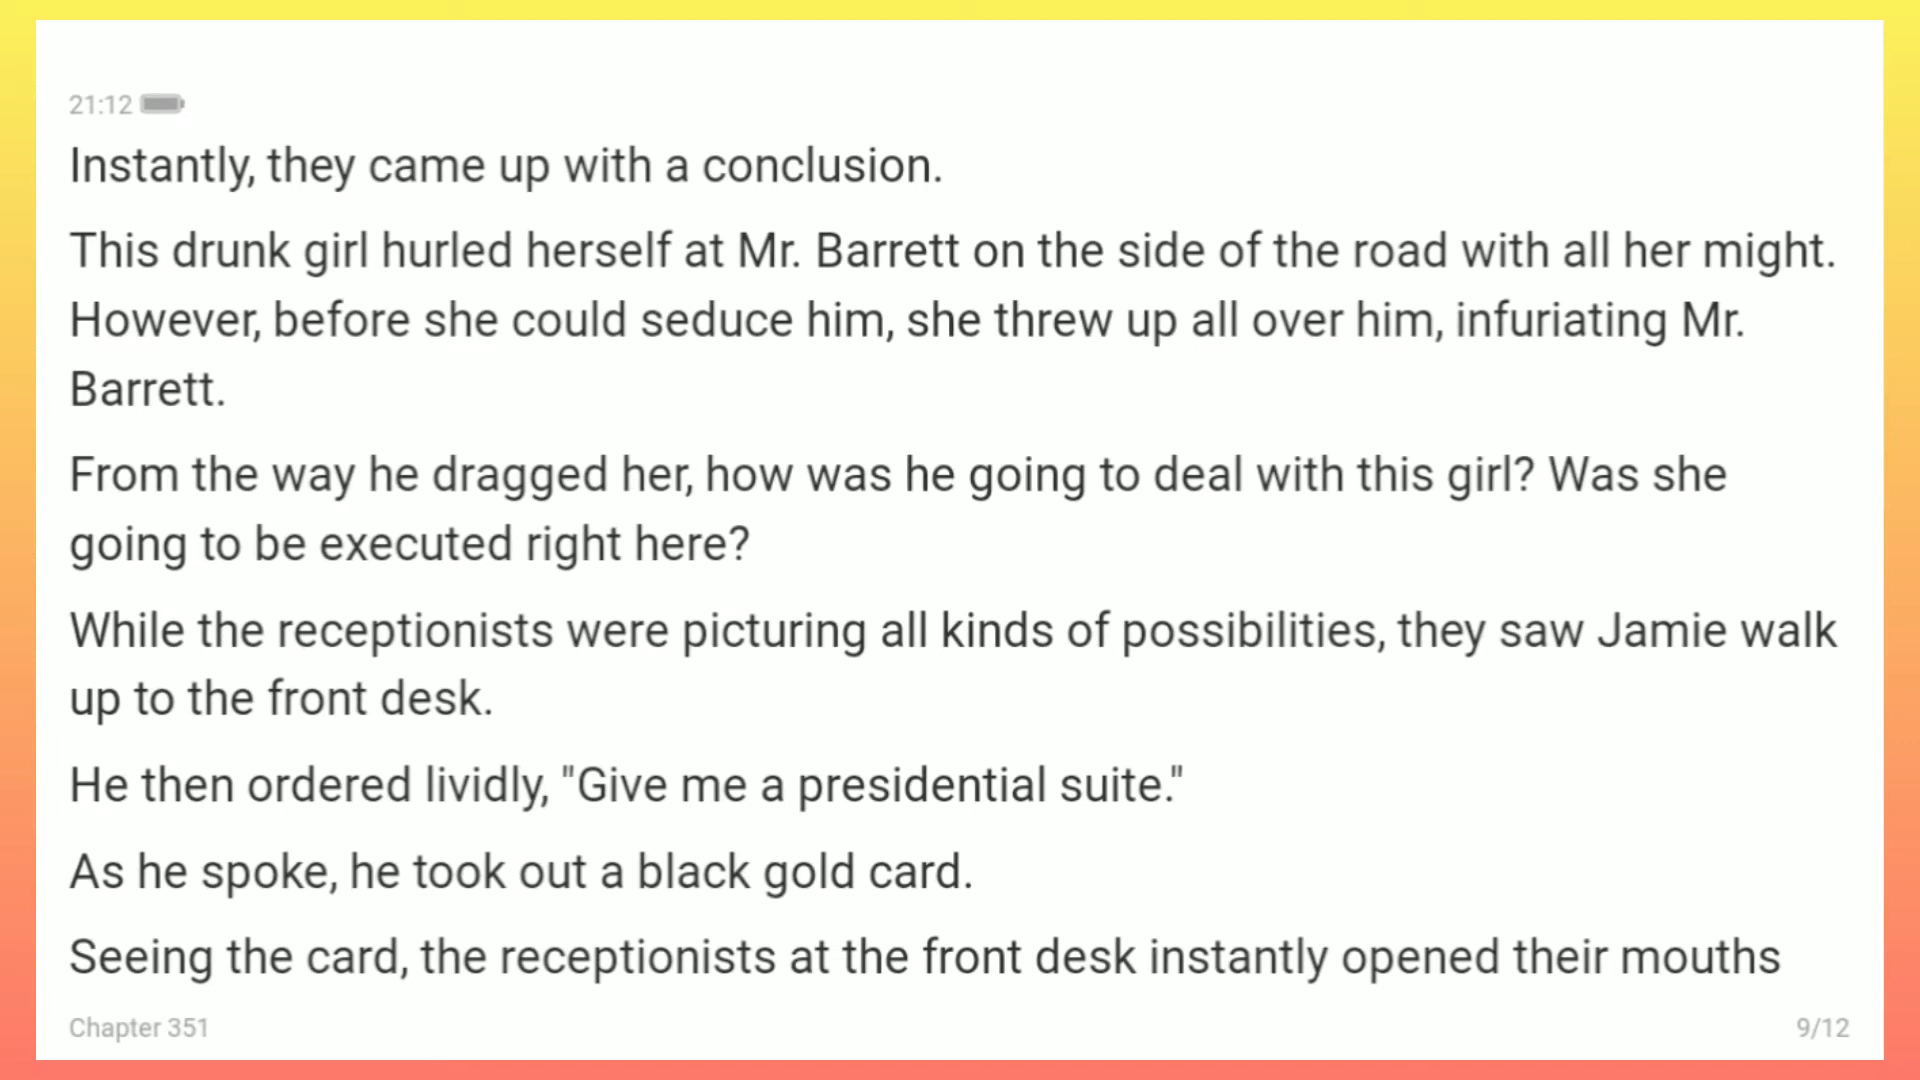 21:12
Instantly, they came up with a conclusion.
This drunk girl hurled herself at Mr. Barrett on the side of the road with all her might.
However, before she could seduce him, she threw up all over him, infuriating Mr.
Barrett.
From the way he dragged her, how was he going to deal with this girl? Was she
going to be executed right here?
While the receptionists were picturing all kinds of possibilities, they saw Jamie walk
up to the front desk.
He then ordered lividly, "Give me a presidential suite."
As he spoke, he took out a black gold card.
Seeing the card, the receptionists at the front desk instantly opened their mouths
Chapter 351 9/12